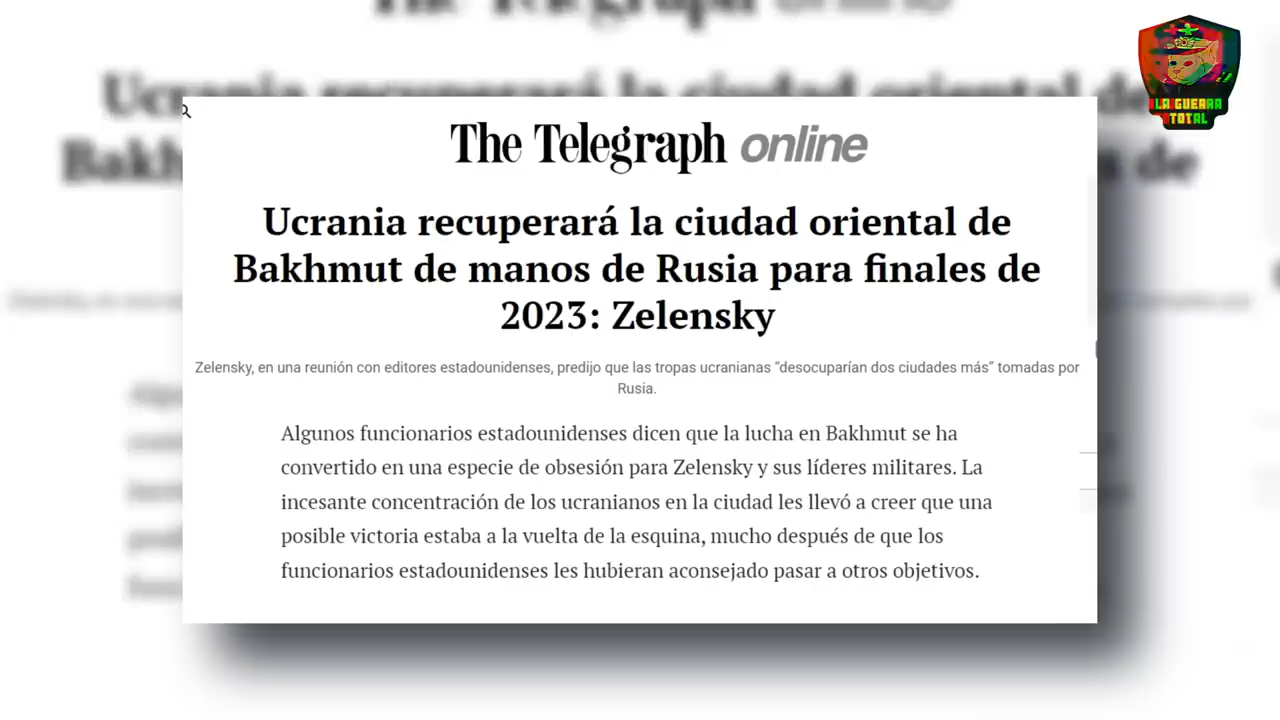 The Telegraph online
Ucrania recuperará la ciudad oriental de
Bakhmut de manos de Rusia para finales de
2023: Zelensky
Zelensky, en una reunión con editores estadounidenses, predijo que las tropas ucranianas “desocuparían dos ciudades más” tomadas por
Rusia.
Algunos funcionarios estadounidenses dicen que la lucha en Bakhmut se ha
convertido en una especie de obsesión para Zelensky y sus líderes militares. La
incesante concentración de los ucranianos en la ciudad les llevó a creer que una
posible victoria estaba a la vuelta de la esquina, mucho después de que los
funcionarios estadounidenses les hubieran aconsejado pasar a otros objetivos.
LA GUERRA
TOTAL